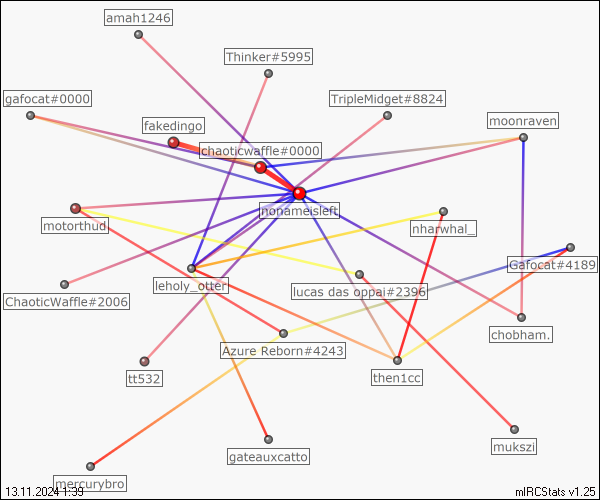 amah1246
Thinker#5995
gafocat#0000
TripleMidget#8824
fakedingo
moonraven
chaoticwaffle#0000
nonameisleft
motorthud
nharwhal_
Gafocat#4189
leholy_otter
lucas das oppai#2396
ChaoticWaffle#2006
chobham.
Azure Reborn#4243
tt532
then1cc
mukszi
gateauxcatto
mercurybro
13.11.2024 1:39
mIRCStats v1.25